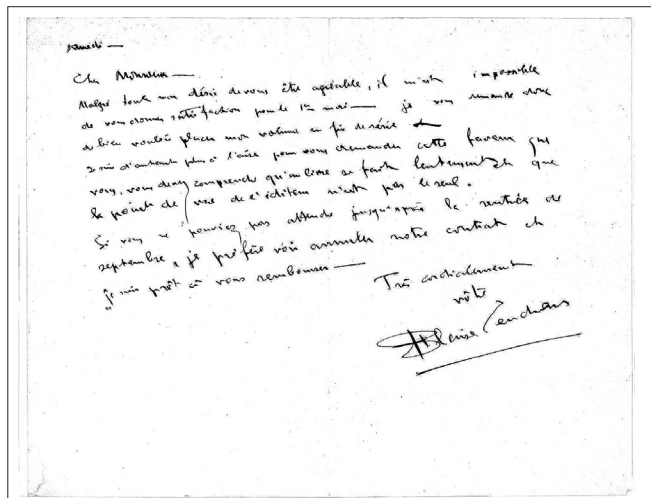 samedi —
Cher Monsieur —
Malgré tout mon désir de vous être agréable, il m'est impossible
de vous donner satisfaction pour le 1er mai — je vous demande donc
de bien vouloir placer mon volume en fin de série —
Je suis d'autant plus à l'aise pour vous demander cette faveur que
vous, vous devez comprendre qu'un livre se fait lentement et que
le point de vue de l'éditeur n'est pas le seul.
Si vous ne pouviez pas attendre jusqu'après la rentrée de
septembre, je préfère voir annuler notre contrat et
je suis prêt à vous rembourser —
Très cordialement
vôtre
Blaise Cendrars